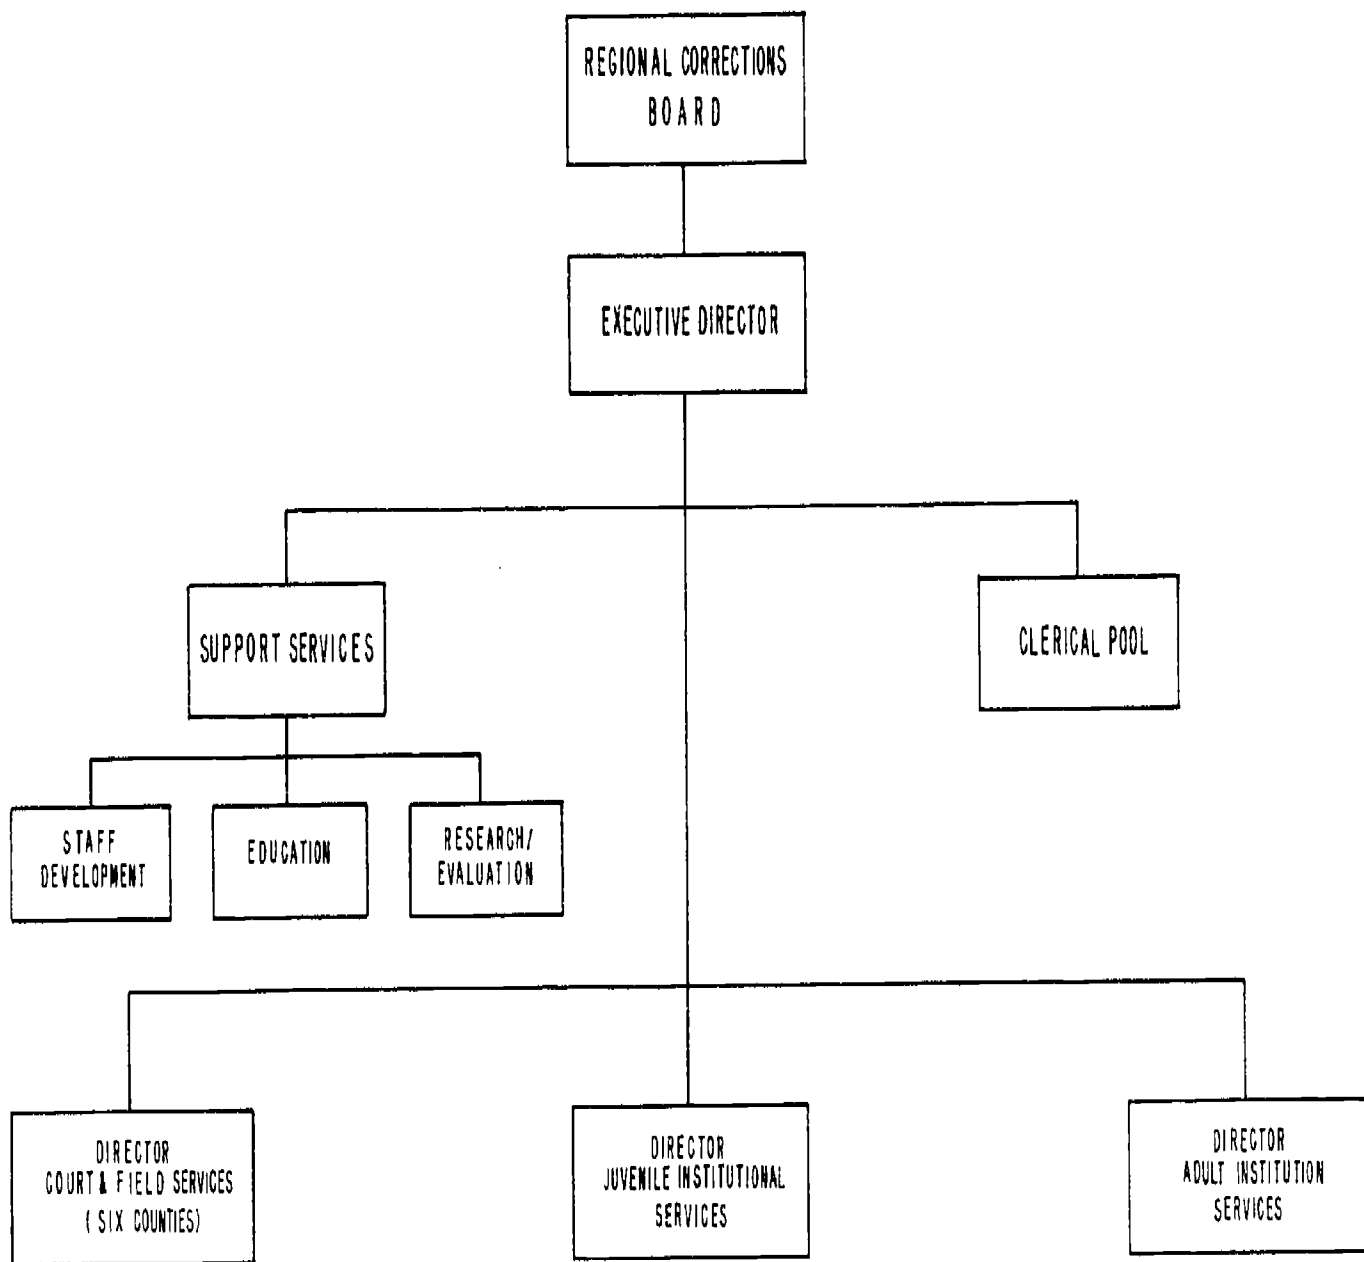 REGIONAL CORRECTIONS
BOARD
EXECUTIVE DIRECTOR
SUPPORT SERVICES
CLERICAL POOL
STAFF
DEVELOPMENT
EDUCATION
RESEARCH/
EVALUATION
DIRECTOR
COURT & FIELD SERVICES
(SIX COUNTIES)
DIRECTOR
JUVENILE INSTITUTIONAL
SERVICES
DIRECTOR
ADULT INSTITUTION
SERVICES